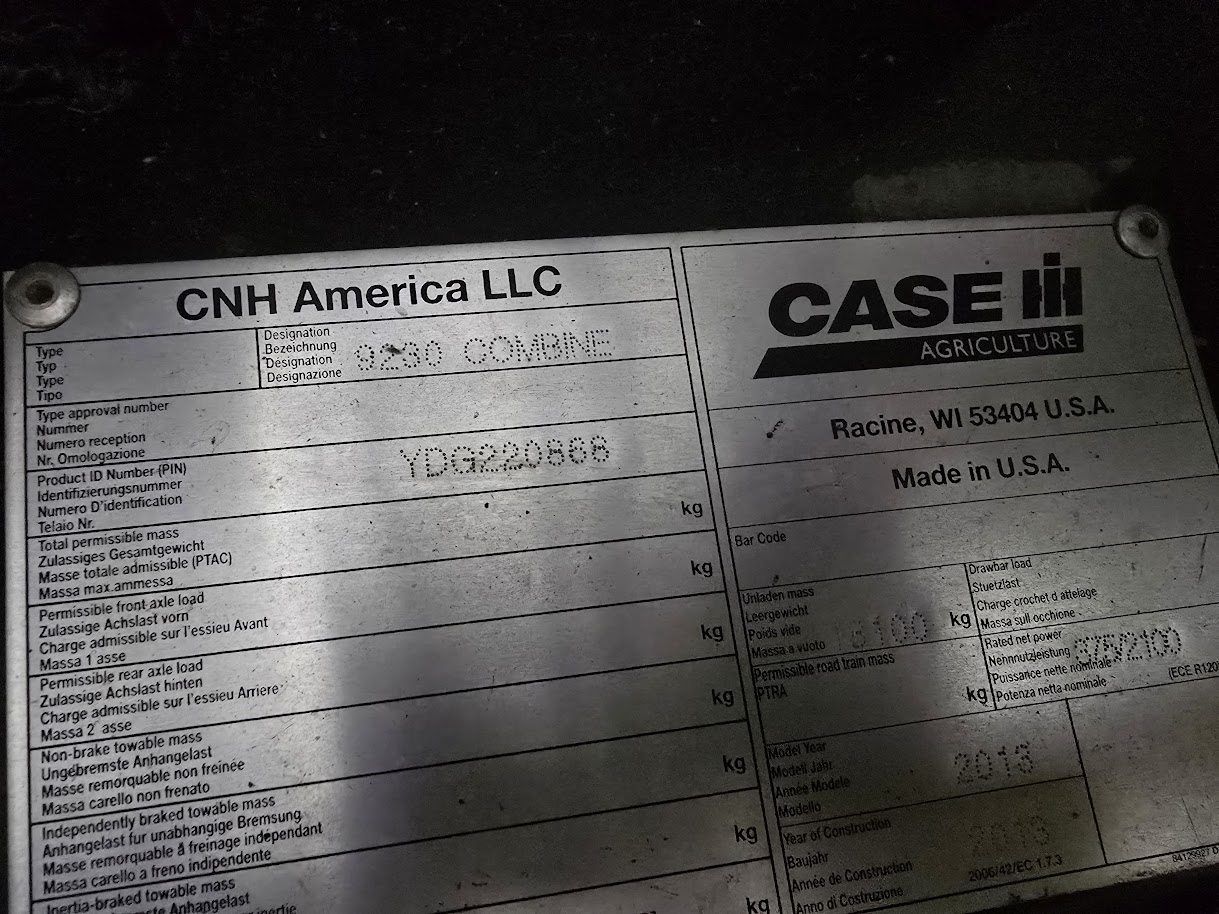 CNH America LLC
Type
Typ
Type
Tipo
Designation
Bezeichnung
Désignation
Designazione
9230 COMBINE
Type approval number
Nummer
Numero reception
Nr. Omologazione
Product ID Number (PIN)
Identifizierungsnummer
Numero D'identification
Telaio Nr.
YDG220868
Total permissible mass
Zulassiges Gesamtgewicht
Masse totale admissible (PTAC)
Massa max.ammessa
kg
Permissible front axle load
Zulassige Achslast vorn
Charge admissible sur l'essieu Avant
Massa 1 asse
kg
Permissible rear axle load
Zulassige Achslast hinten
Charge admissible sur l'essieu Arriere
Massa 2 asse
kg
Non-brake towable mass
Ungebremste Anhangelast
Masse remorquable non freinée
Massa carello non frenato
kg
Independently braked towable mass
Anhangelast fur unabhangige Bremsung
Masse remorquable á freinage indépendant
Massa carello a freno indipendente
kg
Inertia-braked towable mass
Anhangelast
kg
kg
CASE IH
AGRICULTURE
Racine, WI 53404 U.S.A.
Made in U.S.A.
Bar Code
Unladen mass
Leergewicht
Poids vide
Massa a vuoto
kg
Drawbar load
Stuetzlast
Charge crochet d attelage
Massa sull occhione
Permissible road train mass
PTRA
kg
Rated net power
Nennnutzleistung
Puissance nette nominale
Potenza netta nominale
(ECE R120
Model Year
Modell Jahr
Année Modele
Modello
2013
Year of Construction
Baujahr
Année de Construction
Anno di Costruzione
2013
2006/42/EC 1.7.3
84129927 D